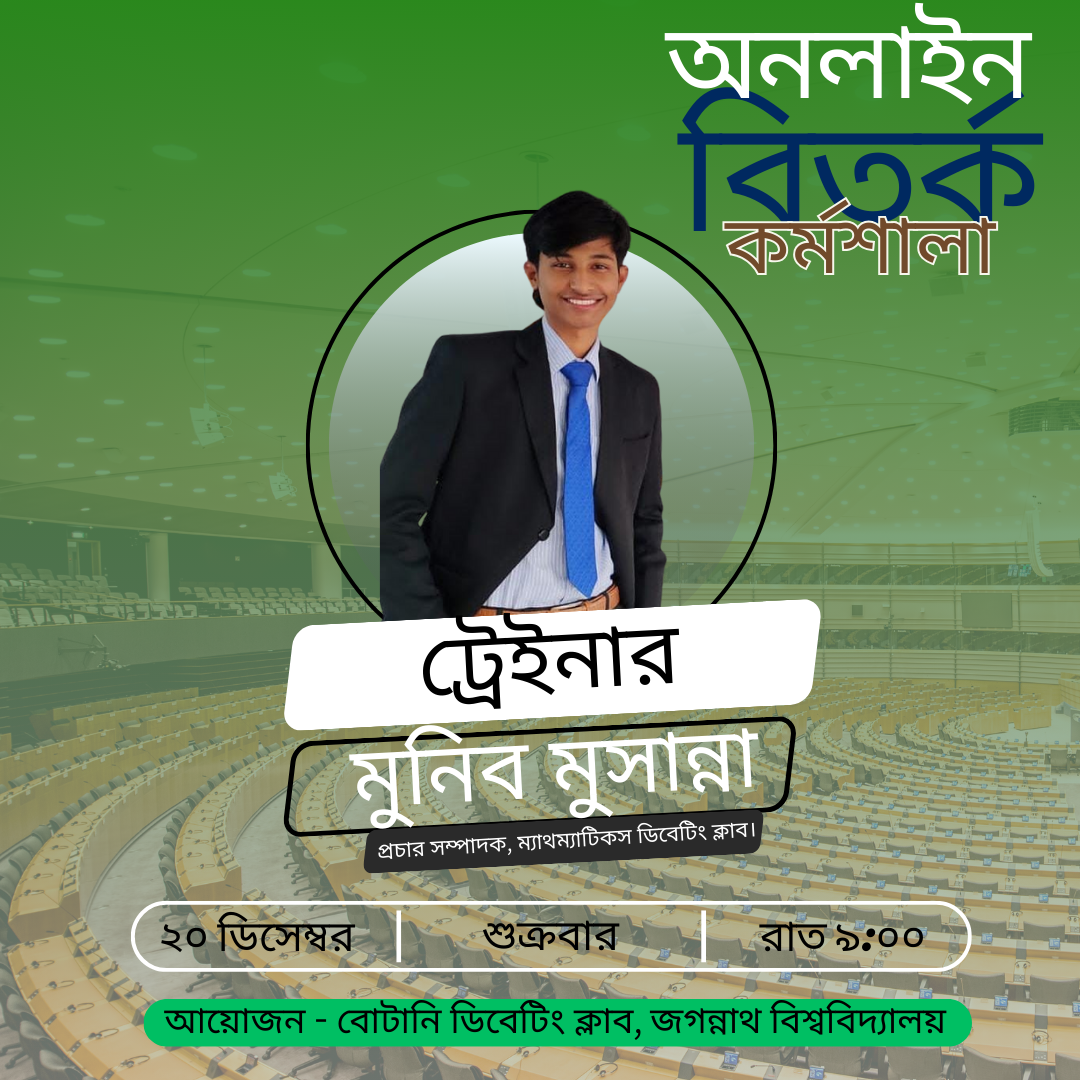 অনলাইন
বিতর্ক
কর্মশালা
ট্রেইনার
মুনিব মুসান্না
প্রচার সম্পাদক, ম্যাথম্যাটিকস ডিবেটিং ক্লাব।
২০ ডিসেম্বর শুক্রবার রাত ৯:০০
আয়োজন - বোটানি ডিবেটিং ক্লাব, জগন্নাথ বিশ্ববিদ্যালয়